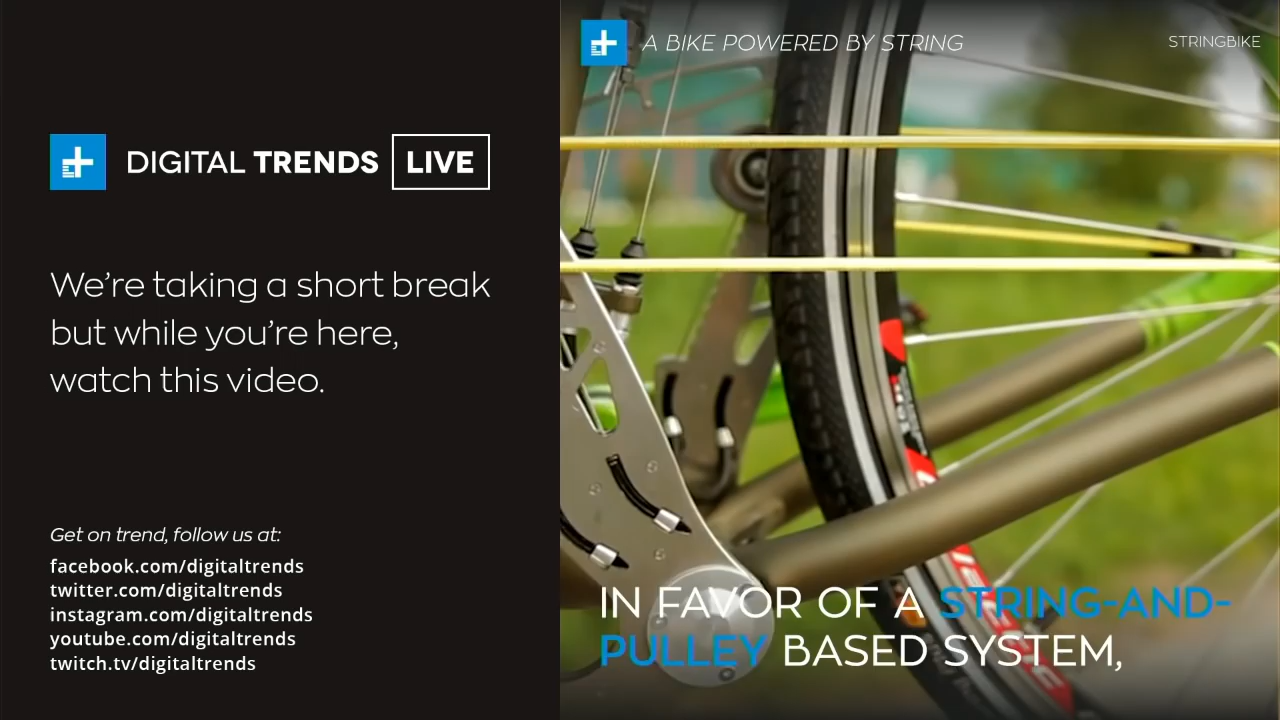 DIGITAL TRENDS LIVE
We're taking a short break
but while you're here,
watch this video.
Get on trend, follow us at:
facebook.com/digitaltrends
twitter.com/digitaltrends
instagram.com/digitaltrends
youtube.com/digitaltrends
twitch.tv/digitaltrends
A BIKE POWERED BY STRING
STRINGBIKE
IN FAVOR OF A STRING-AND-
PULLEY BASED SYSTEM,